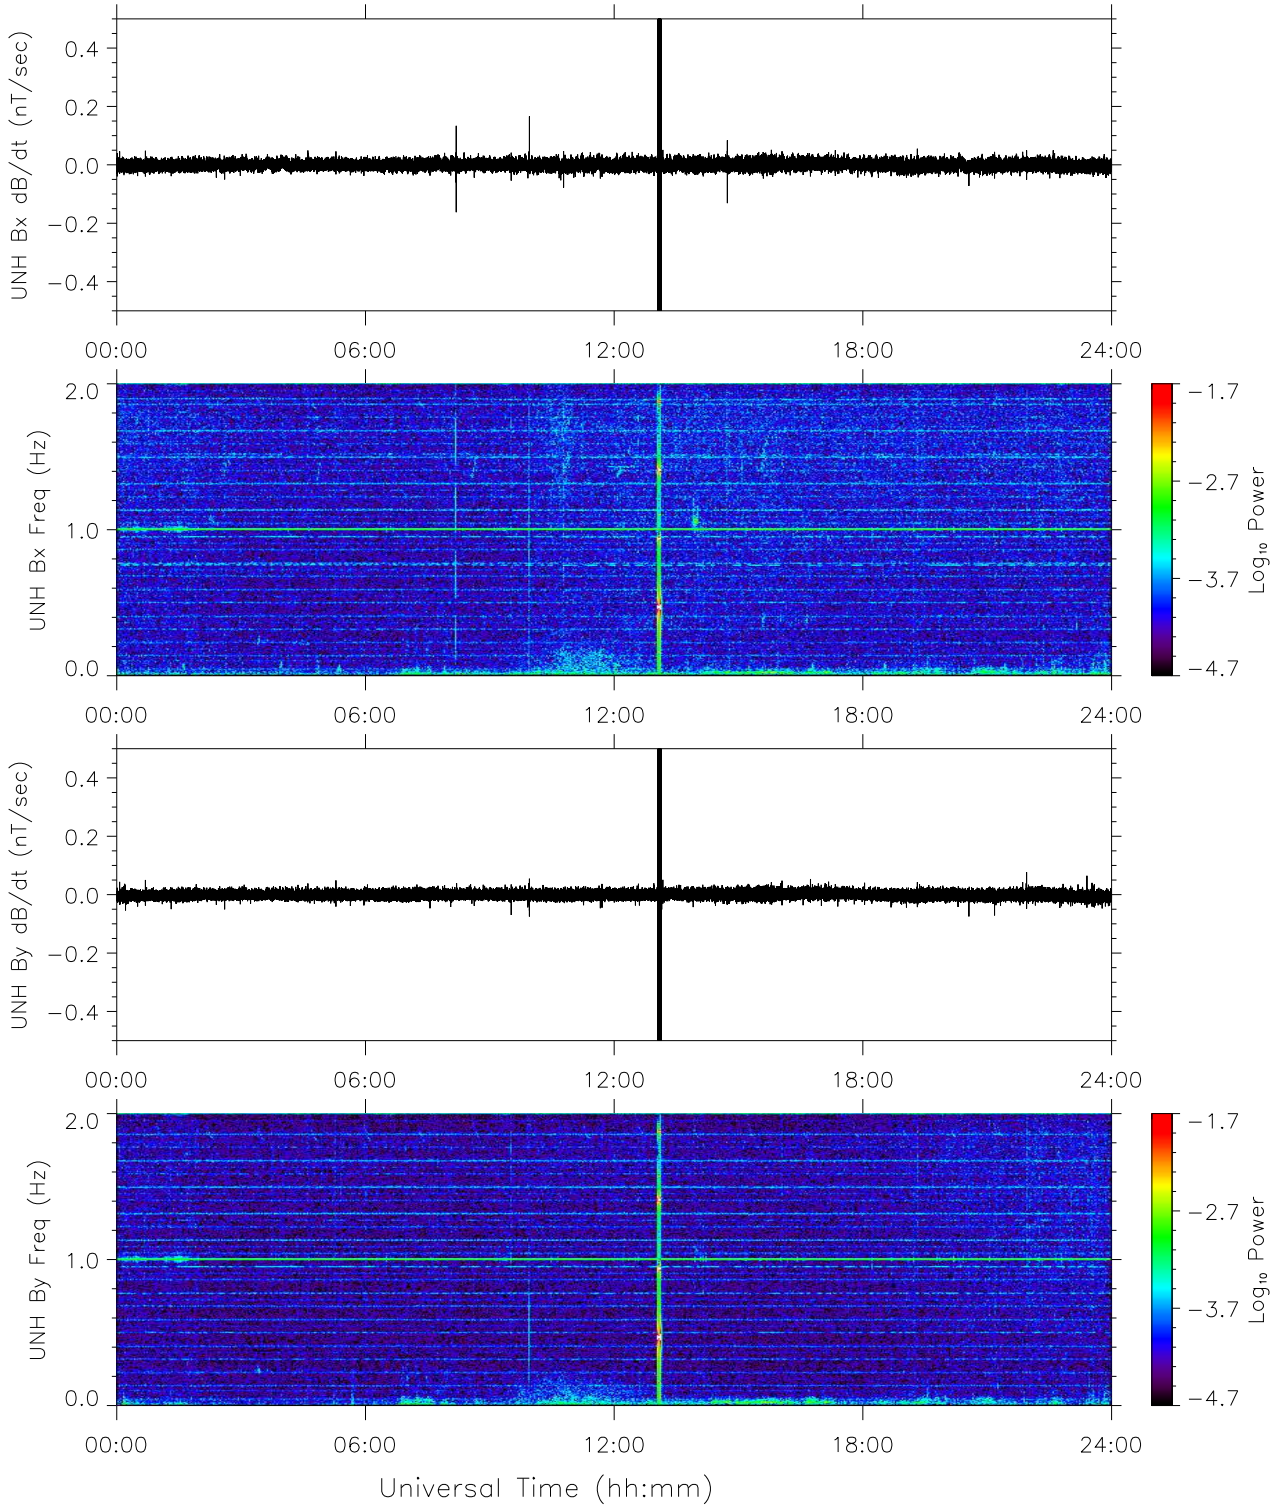 UNH Bx dB/dt (nT/sec)
0.4
0.2
0.0
−0.2
−0.4
00:00 06:00 12:00 18:00 24:00
UNH Bx Freq (Hz)
2.0
1.0
0.0
−1.7
−2.7
−3.7
−4.7
Log₁₀ Power
00:00 06:00 12:00 18:00 24:00
UNH By dB/dt (nT/sec)
0.4
0.2
0.0
−0.2
−0.4
00:00 06:00 12:00 18:00 24:00
UNH By Freq (Hz)
2.0
1.0
0.0
−1.7
−2.7
−3.7
−4.7
Log₁₀ Power
00:00 06:00 12:00 18:00 24:00
Universal Time (hh:mm)